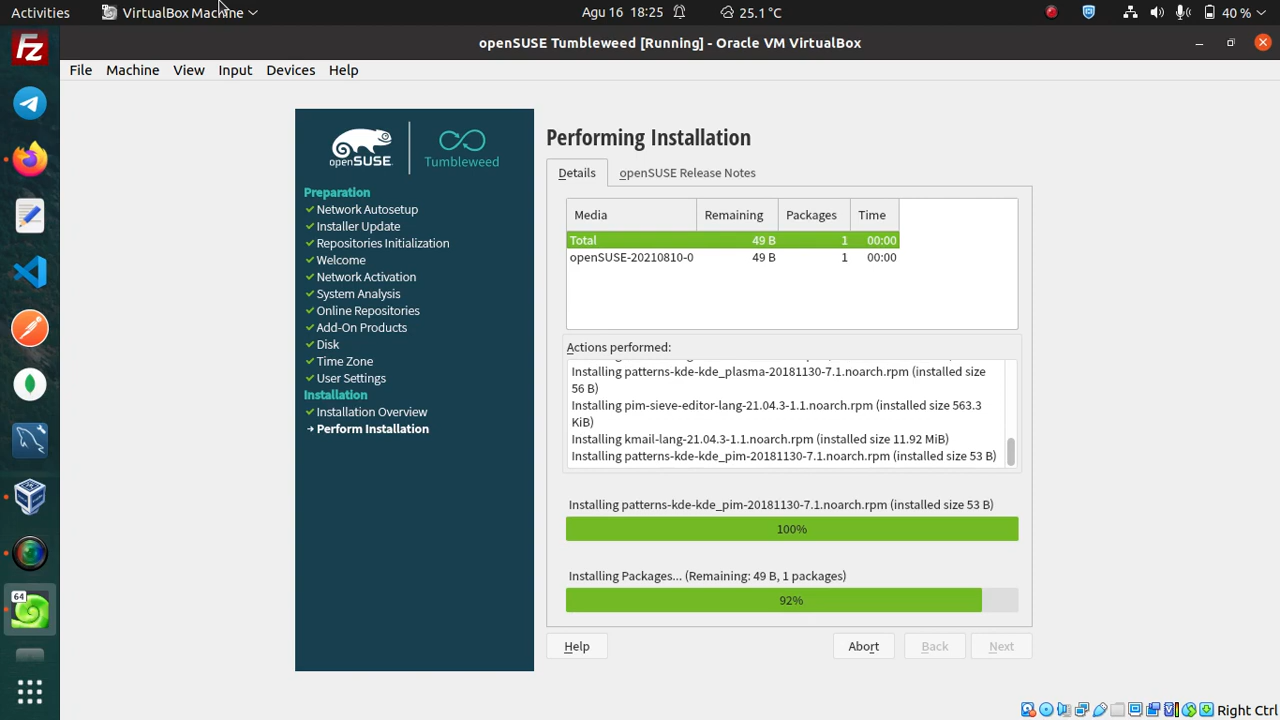 Activities
VirtualBox Machine
Agu 16 18:25
25.1°C
40 %
openSUSE Tumbleweed [Running] - Oracle VM VirtualBox
File Machine View Input Devices Help
openSUSE. Tumbleweed
Preparation
Network Autosetup
Installer Update
Repositories Initialization
Welcome
Network Activation
System Analysis
Online Repositories
Add-On Products
Disk
Time Zone
User Settings
Installation
Installation Overview
Perform Installation
Performing Installation
Details openSUSE Release Notes
Media Remaining Packages Time
Total 49 B 1 00:00
openSUSE-20210810-0 49 B 1 00:00
Actions performed:
Installing patterns-kde-kde_plasma-20181130-7.1.noarch.rpm (installed size
56 B)
Installing pim-sieve-editor-lang-21.04.3-1.1.noarch.rpm (installed size 563.3
KiB)
Installing kmail-lang-21.04.3-1.1.noarch.rpm (installed size 11.92 MiB)
Installing patterns-kde-kde_pim-20181130-7.1.noarch.rpm (installed size 53 B)
Installing patterns-kde-kde_pim-20181130-7.1.noarch.rpm (installed size 53 B)
100%
Installing Packages... (Remaining: 49 B, 1 packages)
92%
Help Abort Back Next
Fz
64
Right Ctrl